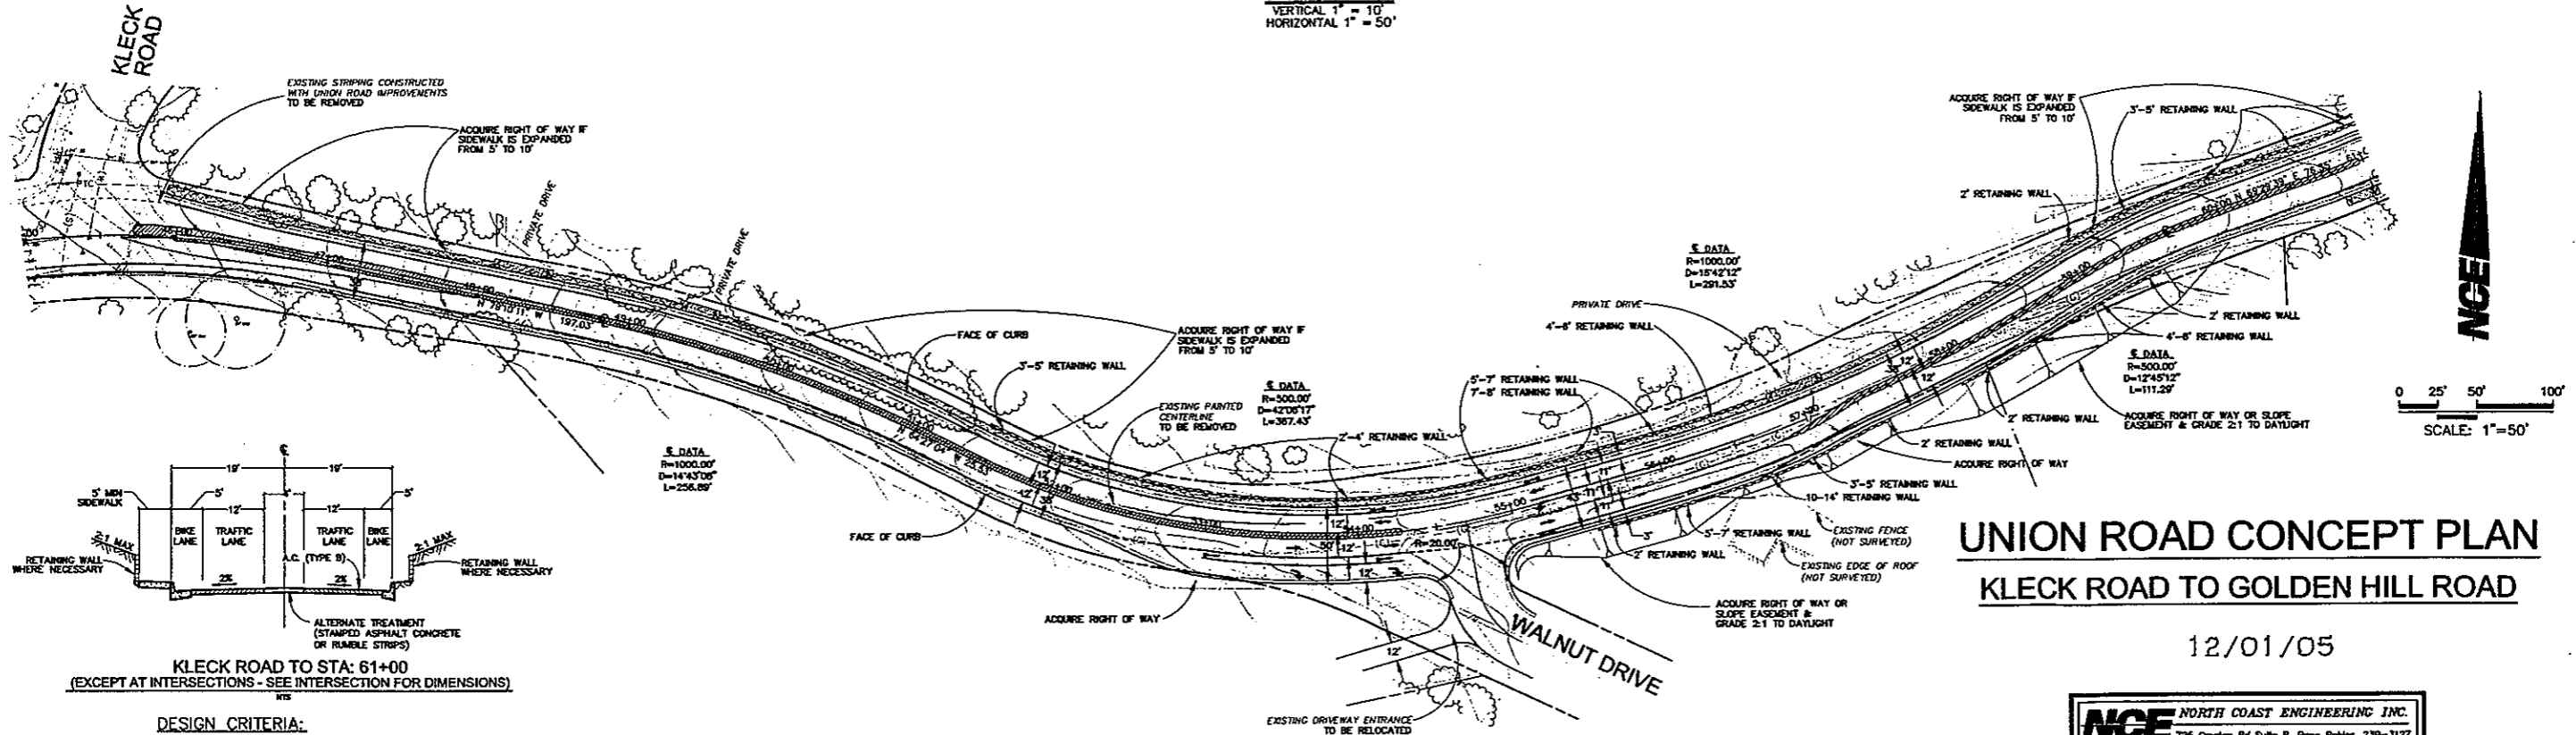 VERTICAL 1" = 10'
HORIZONTAL 1" = 50'
KLECK
ROAD
EXISTING STRIPING CONSTRUCTED
WITH UNION ROAD IMPROVEMENTS
TO BE REMOVED
ACQUIRE RIGHT OF WAY IF
SIDEWALK IS EXPANDED
FROM 5' TO 10'
PRIVATE DRIVE
PRIVATE DRIVE
FACE OF CURB
ACQUIRE RIGHT OF WAY IF
SIDEWALK IS EXPANDED
FROM 5' TO 10'
3'-5' RETAINING WALL
EXISTING PAINTED
CENTERLINE
TO BE REMOVED
℄ DATA
R=500.00'
D=42°06'17"
L=367.43'
2'-4' RETAINING WALL
℄ DATA
R=1000.00'
D=14°43'06"
L=256.89'
FACE OF CURB
ACQUIRE RIGHT OF WAY
℄ DATA
R=1000.00'
D=15°42'12"
L=291.53'
PRIVATE DRIVE
4'-6' RETAINING WALL
5'-7' RETAINING WALL
7'-8' RETAINING WALL
ACQUIRE RIGHT OF WAY IF
SIDEWALK IS EXPANDED
FROM 5' TO 10'
3'-5' RETAINING WALL
2' RETAINING WALL
2' RETAINING WALL
4'-6' RETAINING WALL
℄ DATA
R=500.00'
D=12°45'12"
L=111.29'
ACQUIRE RIGHT OF WAY OR SLOPE
EASEMENT & GRADE 2:1 TO DAYLIGHT
2' RETAINING WALL
2' RETAINING WALL
ACQUIRE RIGHT OF WAY
3'-5' RETAINING WALL
10-14' RETAINING WALL
EXISTING FENCE
(NOT SURVEYED)
5'-7' RETAINING WALL
2' RETAINING WALL
EXISTING EDGE OF ROOF
(NOT SURVEYED)
ACQUIRE RIGHT OF WAY OR
SLOPE EASEMENT &
GRADE 2:1 TO DAYLIGHT
N 79°10'11" W 197.03'
R=20.00'
WALNUT DRIVE
12'
EXISTING DRIVEWAY ENTRANCE
TO BE RELOCATED
NCE
0 25' 50' 100'
SCALE: 1"=50'
℄
19' 19'
5' MIN
SIDEWALK
5' 4' 5'
12' 12'
BIKE
LANE
TRAFFIC
LANE
TRAFFIC
LANE
BIKE
LANE
A.C. (TYPE B)
2:1 MAX
2:1 MAX
RETAINING WALL
WHERE NECESSARY
RETAINING WALL
WHERE NECESSARY
2% 2%
ALTERNATE TREATMENT
(STAMPED ASPHALT CONCRETE
OR RUMBLE STRIPS)
KLECK ROAD TO STA: 61+00
(EXCEPT AT INTERSECTIONS - SEE INTERSECTION FOR DIMENSIONS)
NTS
DESIGN CRITERIA:
UNION ROAD CONCEPT PLAN
KLECK ROAD TO GOLDEN HILL ROAD
12/01/05
NCE NORTH COAST ENGINEERING INC.